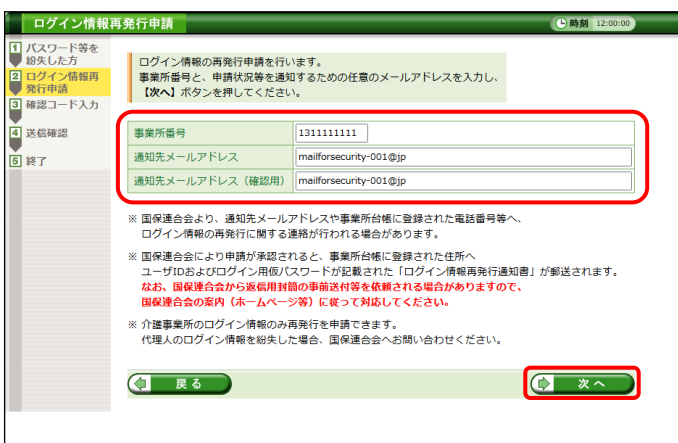 ログイン情報再発行申請
時刻 12:00:00
1 パスワード等を
紛失した方
2 ログイン情報再
発行申請
3 確認コード入力
4 送信確認
5 終了
ログイン情報の再発行申請を行います。
事業所番号と、申請状況等を通知するための任意のメールアドレスを入力し、
【次へ】ボタンを押してください。
事業所番号 1311111111
通知先メールアドレス mailforsecurity-001@jp
通知先メールアドレス（確認用） mailforsecurity-001@jp
※ 国保連合会より、通知先メールアドレスや事業所台帳に登録された電話番号等へ、
ログイン情報の再発行に関する連絡が行われる場合があります。
※ 国保連合会により申請が承認されると、事業所台帳に登録された住所へ
ユーザIDおよびログイン用仮パスワードが記載された「ログイン情報再発行通知書」が郵送されます。
なお、国保連合会から返信用封筒の事前送付等を依頼される場合がありますので、
国保連合会の案内（ホームページ等）に従って対応してください。
※ 介護事業所のログイン情報のみ再発行を申請できます。
代理人のログイン情報を紛失した場合、国保連合会へお問い合わせください。
戻る
次へ